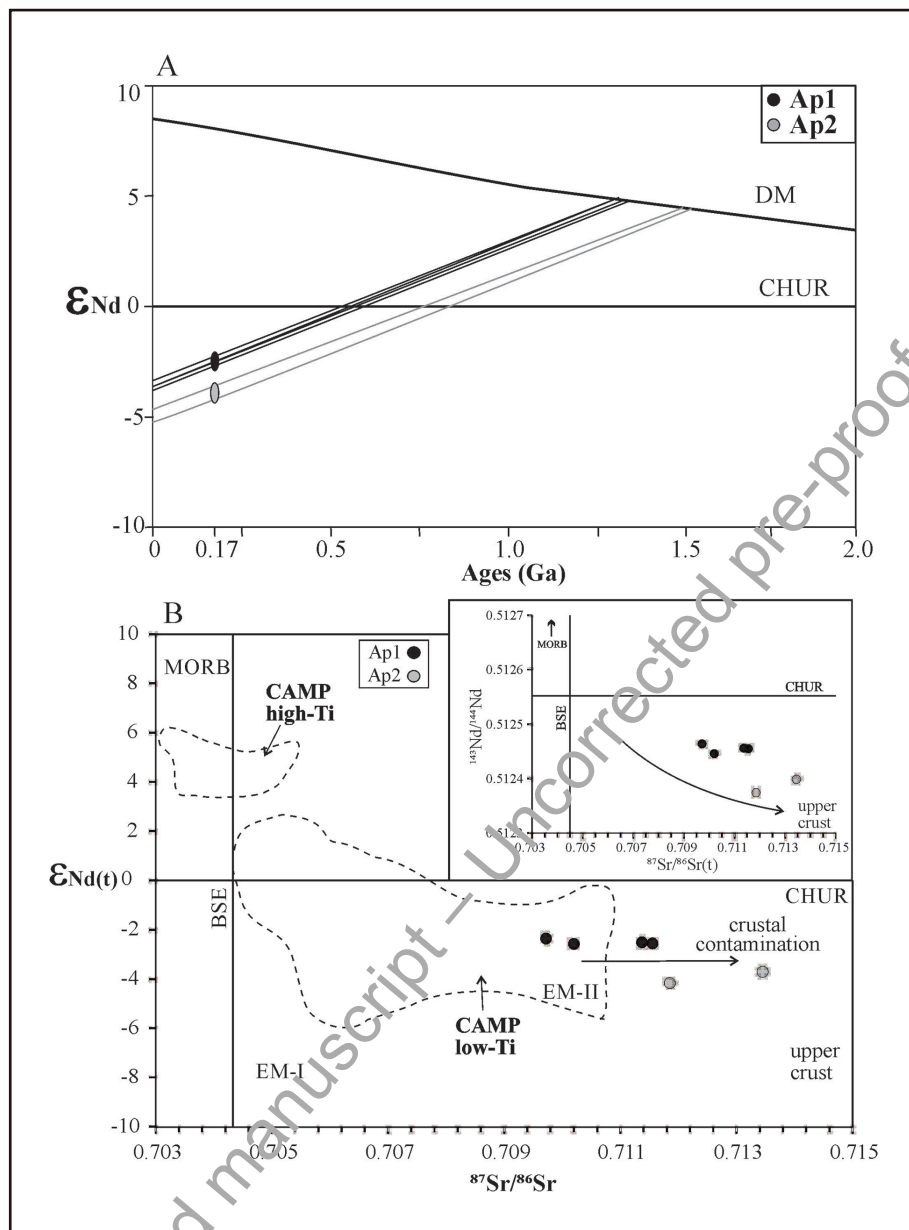 A
10
5
0
-5
-10
εNd
Ap1
Ap2
DM
CHUR
0
0.17
0.5
1.0
1.5
2.0
Ages (Ga)
B
10
8
6
4
2
0
-2
-4
-6
-8
-10
εNd(t)
MORB
CAMP
high-Ti
Ap1
Ap2
BSE
CHUR
crustal
contamination
EM-II
CAMP
low-Ti
EM-I
upper
crust
0.703
0.705
0.707
0.709
0.711
0.713
0.715
⁸⁷Sr/⁸⁶Sr
0.5127
0.5126
0.5125
0.5124
0.5123
¹⁴³Nd/¹⁴⁴Nd
MORB
BSE
CHUR
upper
crust
0.703
0.705
0.707
0.709
0.711
0.713
0.715
⁸⁷Sr/⁸⁶Sr(t)
d manuscript – Uncorrected pre-proof